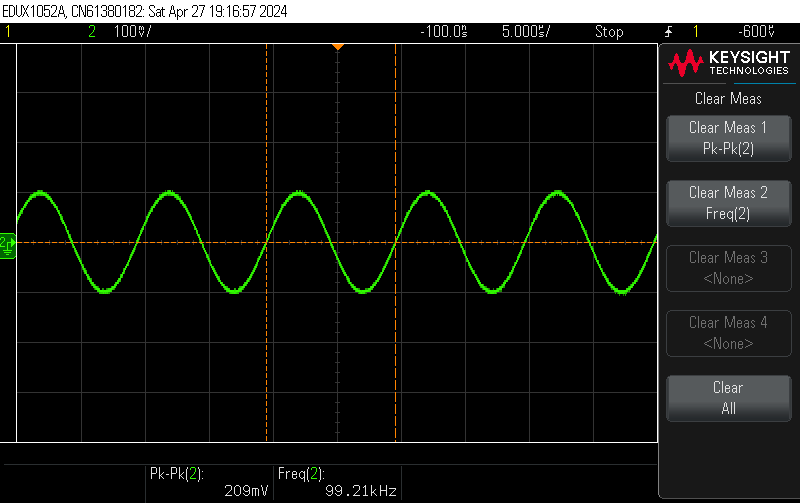 EDUX1052A, CN61380182: Sat Apr 27 19:16:57 2024
1 2 100V/ -100.0s 5.000s/ Stop 1 -600V
KEYSIGHT
TECHNOLOGIES
Clear Meas
Clear Meas 1
Pk-Pk(2)
Clear Meas 2
Freq(2)
Clear Meas 3
<None>
Clear Meas 4
<None>
Clear
All
2
Pk-Pk(2): Freq(2):
209mV 99.21kHz